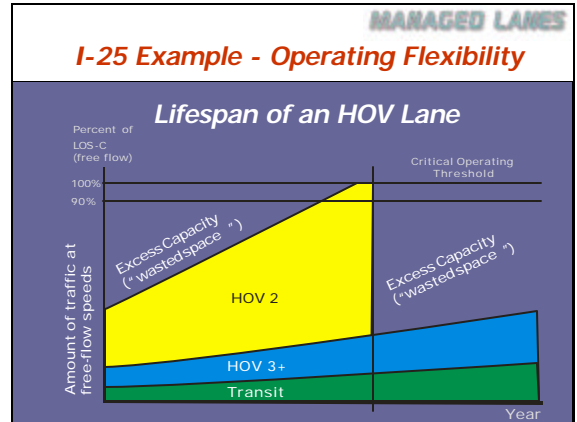 MANAGED LANES
I-25 Example - Operating Flexibility
Lifespan of an HOV Lane
Percent of
LOS-C
(free flow)
Critical Operating
Threshold
100%
90%
Excess Capacity
("wasted space")
Excess Capacity
("wasted space")
Amount of traffic at
free-flow speeds
HOV 2
HOV 3+
Transit
Year